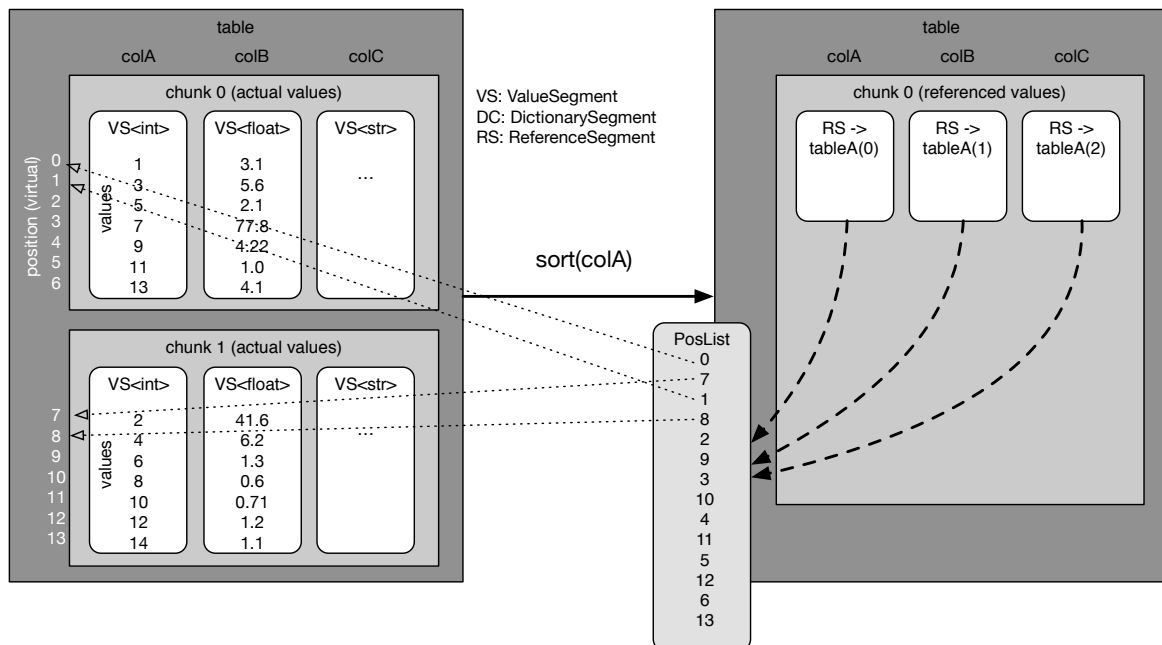 table
colA colB colC
chunk 0 (actual values)
VS<int> VS<float> VS<str>
position (virtual)
values
0 1 3.1
1 3 5.6 ...
2 5 2.1
3 7 77.8
4 9 4.22
5 11 1.0
6 13 4.1
chunk 1 (actual values)
VS<int> VS<float> VS<str>
values
7 2 41.6
8 4 6.2 ...
9 6 1.3
10 8 0.6
11 10 0.71
12 12 1.2
13 14 1.1
VS: ValueSegment
DC: DictionarySegment
RS: ReferenceSegment
sort(colA)
PosList
0
7
1
8
2
9
3
10
4
11
5
12
6
13
table
colA colB colC
chunk 0 (referenced values)
RS -> RS -> RS ->
tableA(0) tableA(1) tableA(2)